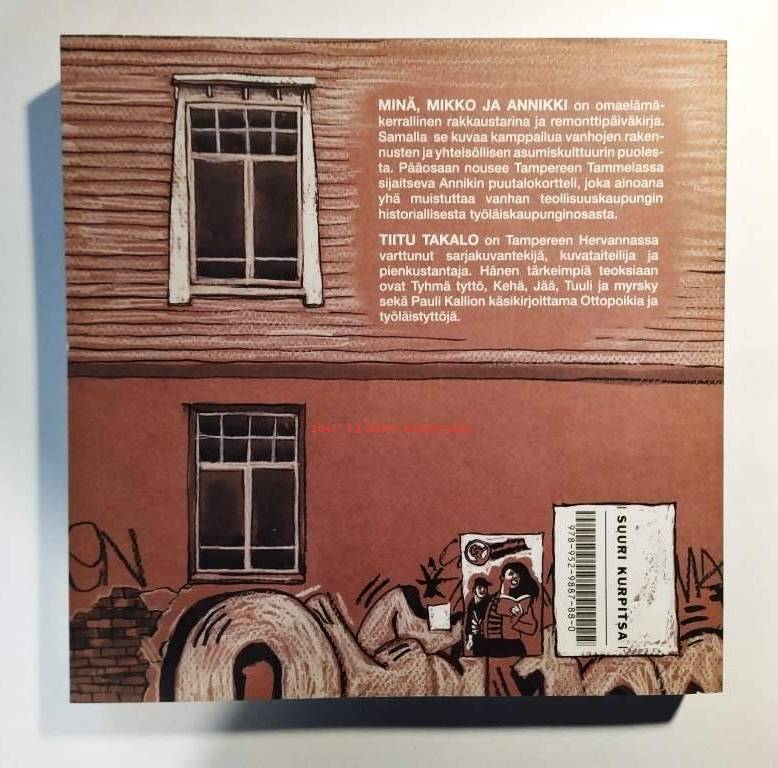 MINÄ, MIKKO JA ANNIKKI on omaelämä-
kerrallinen rakkaustarina ja remonttipäiväkirja.
Samalla se kuvaa kamppailua vanhojen raken-
nusten ja yhteisöllisen asumiskulttuurin puoles-
ta. Pääosaan nousee Tampereen Tammelassa
sijaitseva Annikin puutalokortteli, joka ainoana
yhä muistuttaa vanhan teollisuuskaupungin
historiallisesta työläiskaupunginosasta.
TIITU TAKALO on Tampereen Hervannassa
varttunut sarjakuvantekijä, kuvataiteilija ja
pienkustantaja. Hänen tärkeimpiä teoksiaan
ovat Tyhmä tyttö, Kehä, Jää, Tuuli ja myrsky
sekä Pauli Kallion käsikirjoittama Ottopoikia ja
työläistyttöjä.
SUURI KURPITSA
978-952-9887-88-0